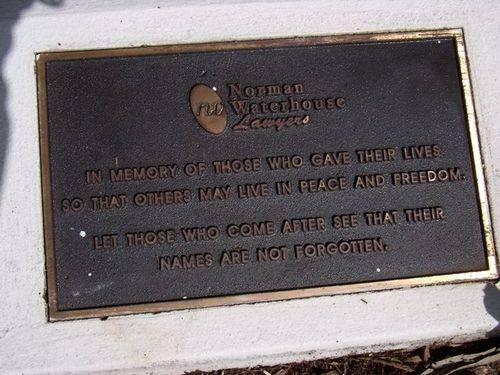 nw
Norman
Waterhouse
Lawyers
IN MEMORY OF THOSE WHO GAVE THEIR LIVES
SO THAT OTHERS MAY LIVE IN PEACE AND FREEDOM.
LET THOSE WHO COME AFTER SEE THAT THEIR
NAMES ARE NOT FORGOTTEN.